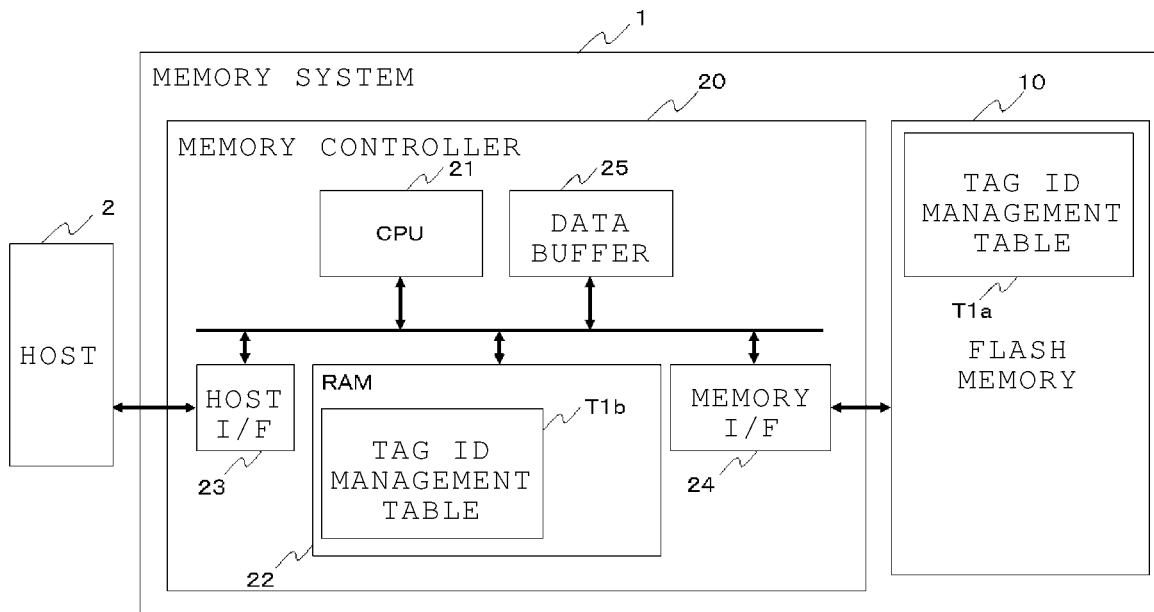 1
MEMORY SYSTEM
20
10
MEMORY CONTROLLER
21
25
TAG ID
MANAGEMENT
TABLE
2
CPU
DATA
BUFFER
T1a
HOST
FLASH
MEMORY
HOST
I/F
RAM
MEMORY
I/F
T1b
TAG ID
MANAGEMENT
TABLE
23
24
22